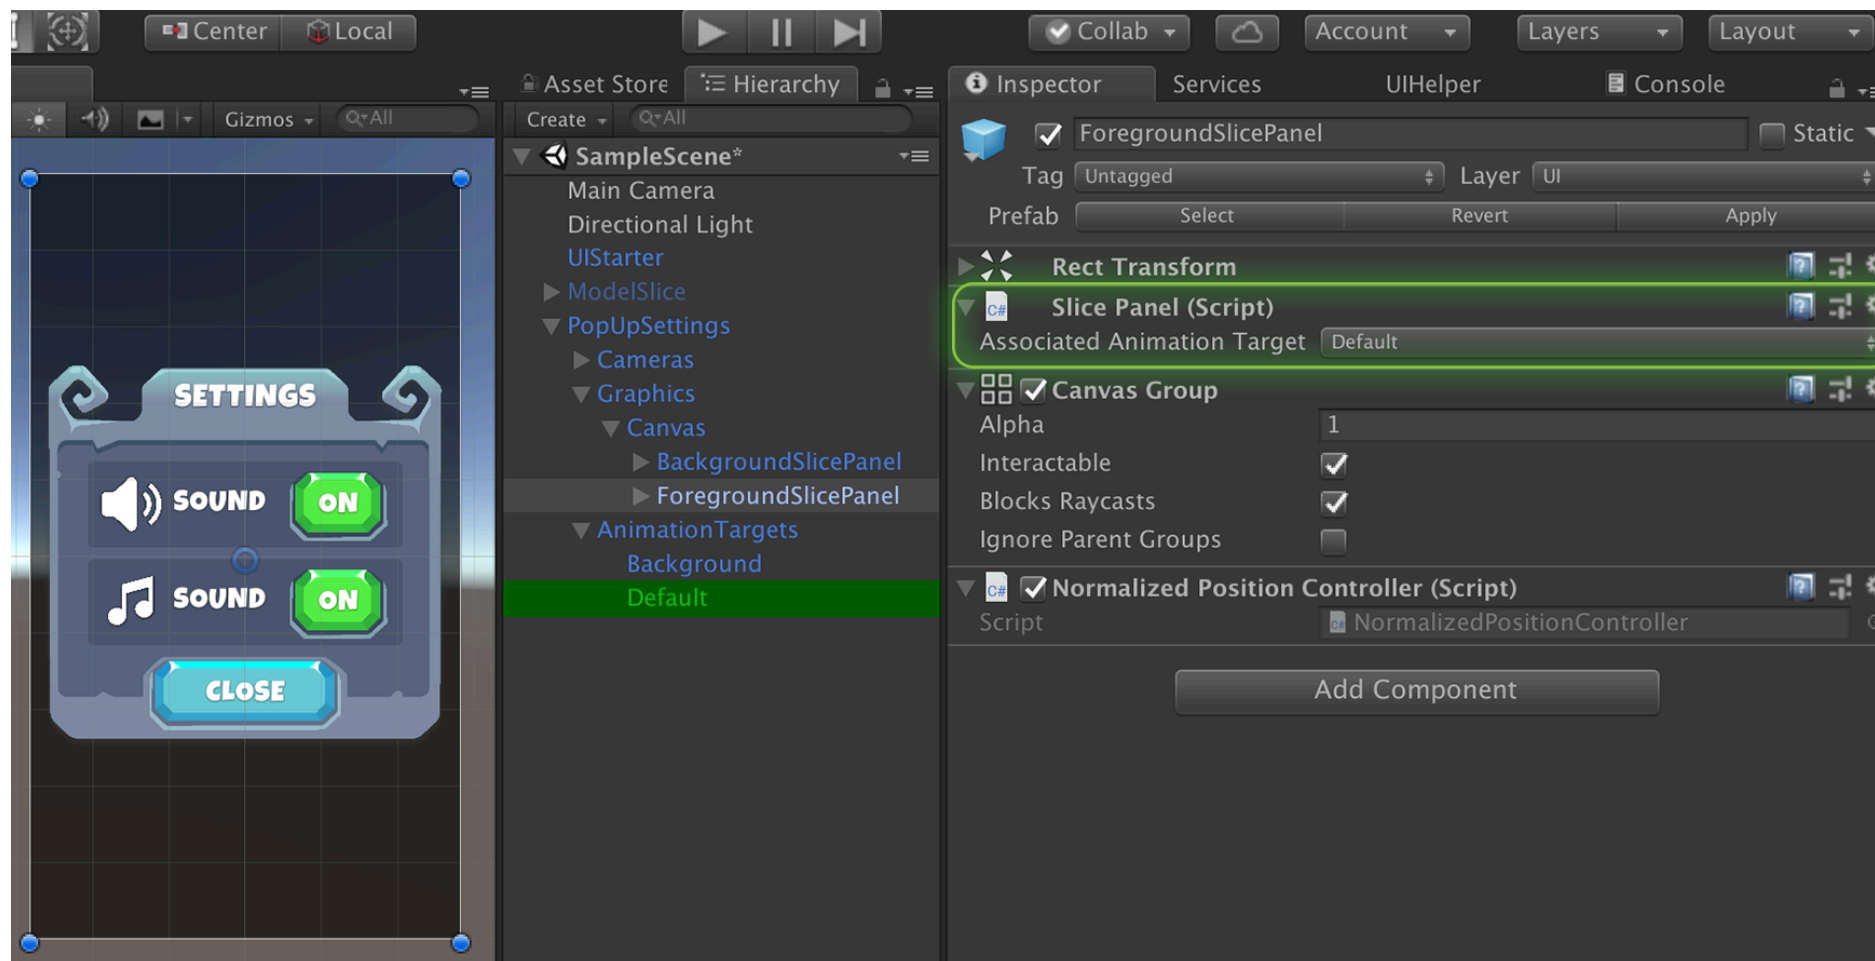 Center Local
Collab Account Layers Layout
Asset Store Hierarchy
Inspector Services UIHelper Console
Gizmos All
Create All
SampleScene*
Main Camera
Directional Light
UIStarter
ModelSlice
PopUpSettings
Cameras
Graphics
Canvas
BackgroundSlicePanel
ForegroundSlicePanel
AnimationTargets
Background
Default
SETTINGS
SOUND ON
SOUND ON
CLOSE
ForegroundSlicePanel Static
Tag Untagged Layer UI
Prefab Select Revert Apply
Rect Transform
C# Slice Panel (Script)
Associated Animation Target Default
Canvas Group
Alpha 1
Interactable
Blocks Raycasts
Ignore Parent Groups
C# Normalized Position Controller (Script)
Script C# NormalizedPositionController
Add Component